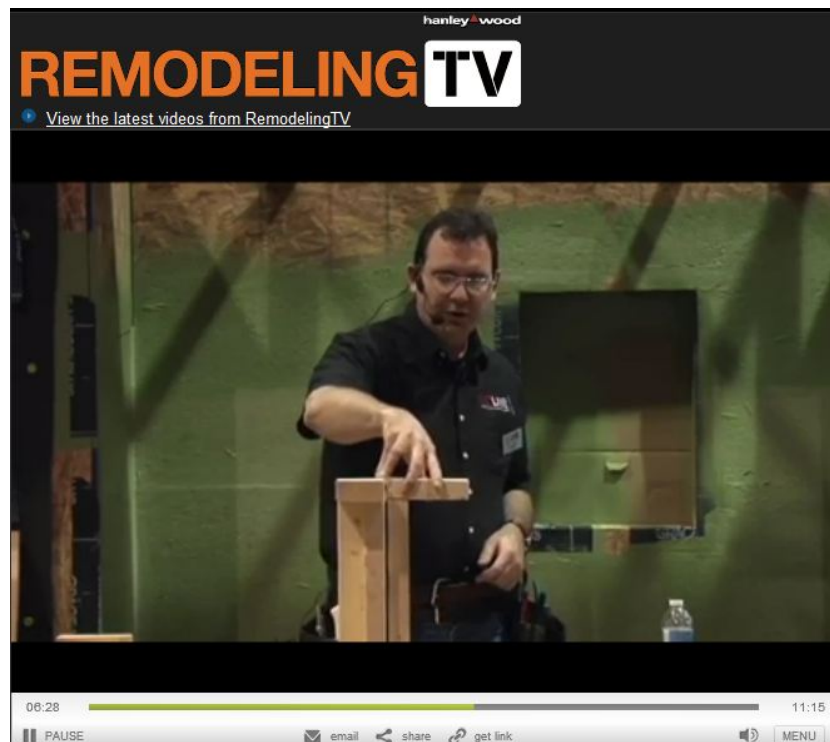 hanley wood
REMODELING TV
View the latest videos from RemodelingTV
06:28
11:15
PAUSE
email
share
get link
MENU